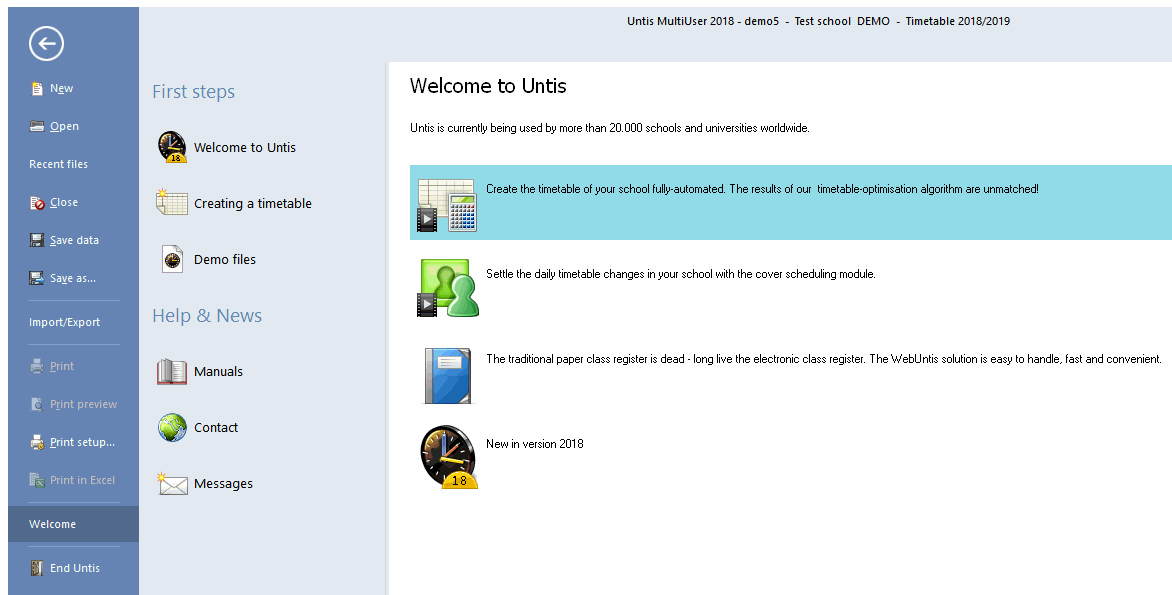 Untis MultiUser 2018 - demo5 - Test school DEMO - Timetable 2018/2019
New
Open
Recent files
Close
Save data
Save as...
Import/Export
Print
Print preview
Print setup...
Print in Excel
Welcome
End Untis
First steps
18
Welcome to Untis
Creating a timetable
Demo files
Help & News
Manuals
Contact
Messages
Welcome to Untis
Untis is currently being used by more than 20.000 schools and universities worldwide.
Create the timetable of your school fully-automated. The results of our timetable-optimisation algorithm are unmatched!
Settle the daily timetable changes in your school with the cover scheduling module.
The traditional paper class register is dead - long live the electronic class register. The WebUntis solution is easy to handle, fast and convenient.
New in version 2018
18